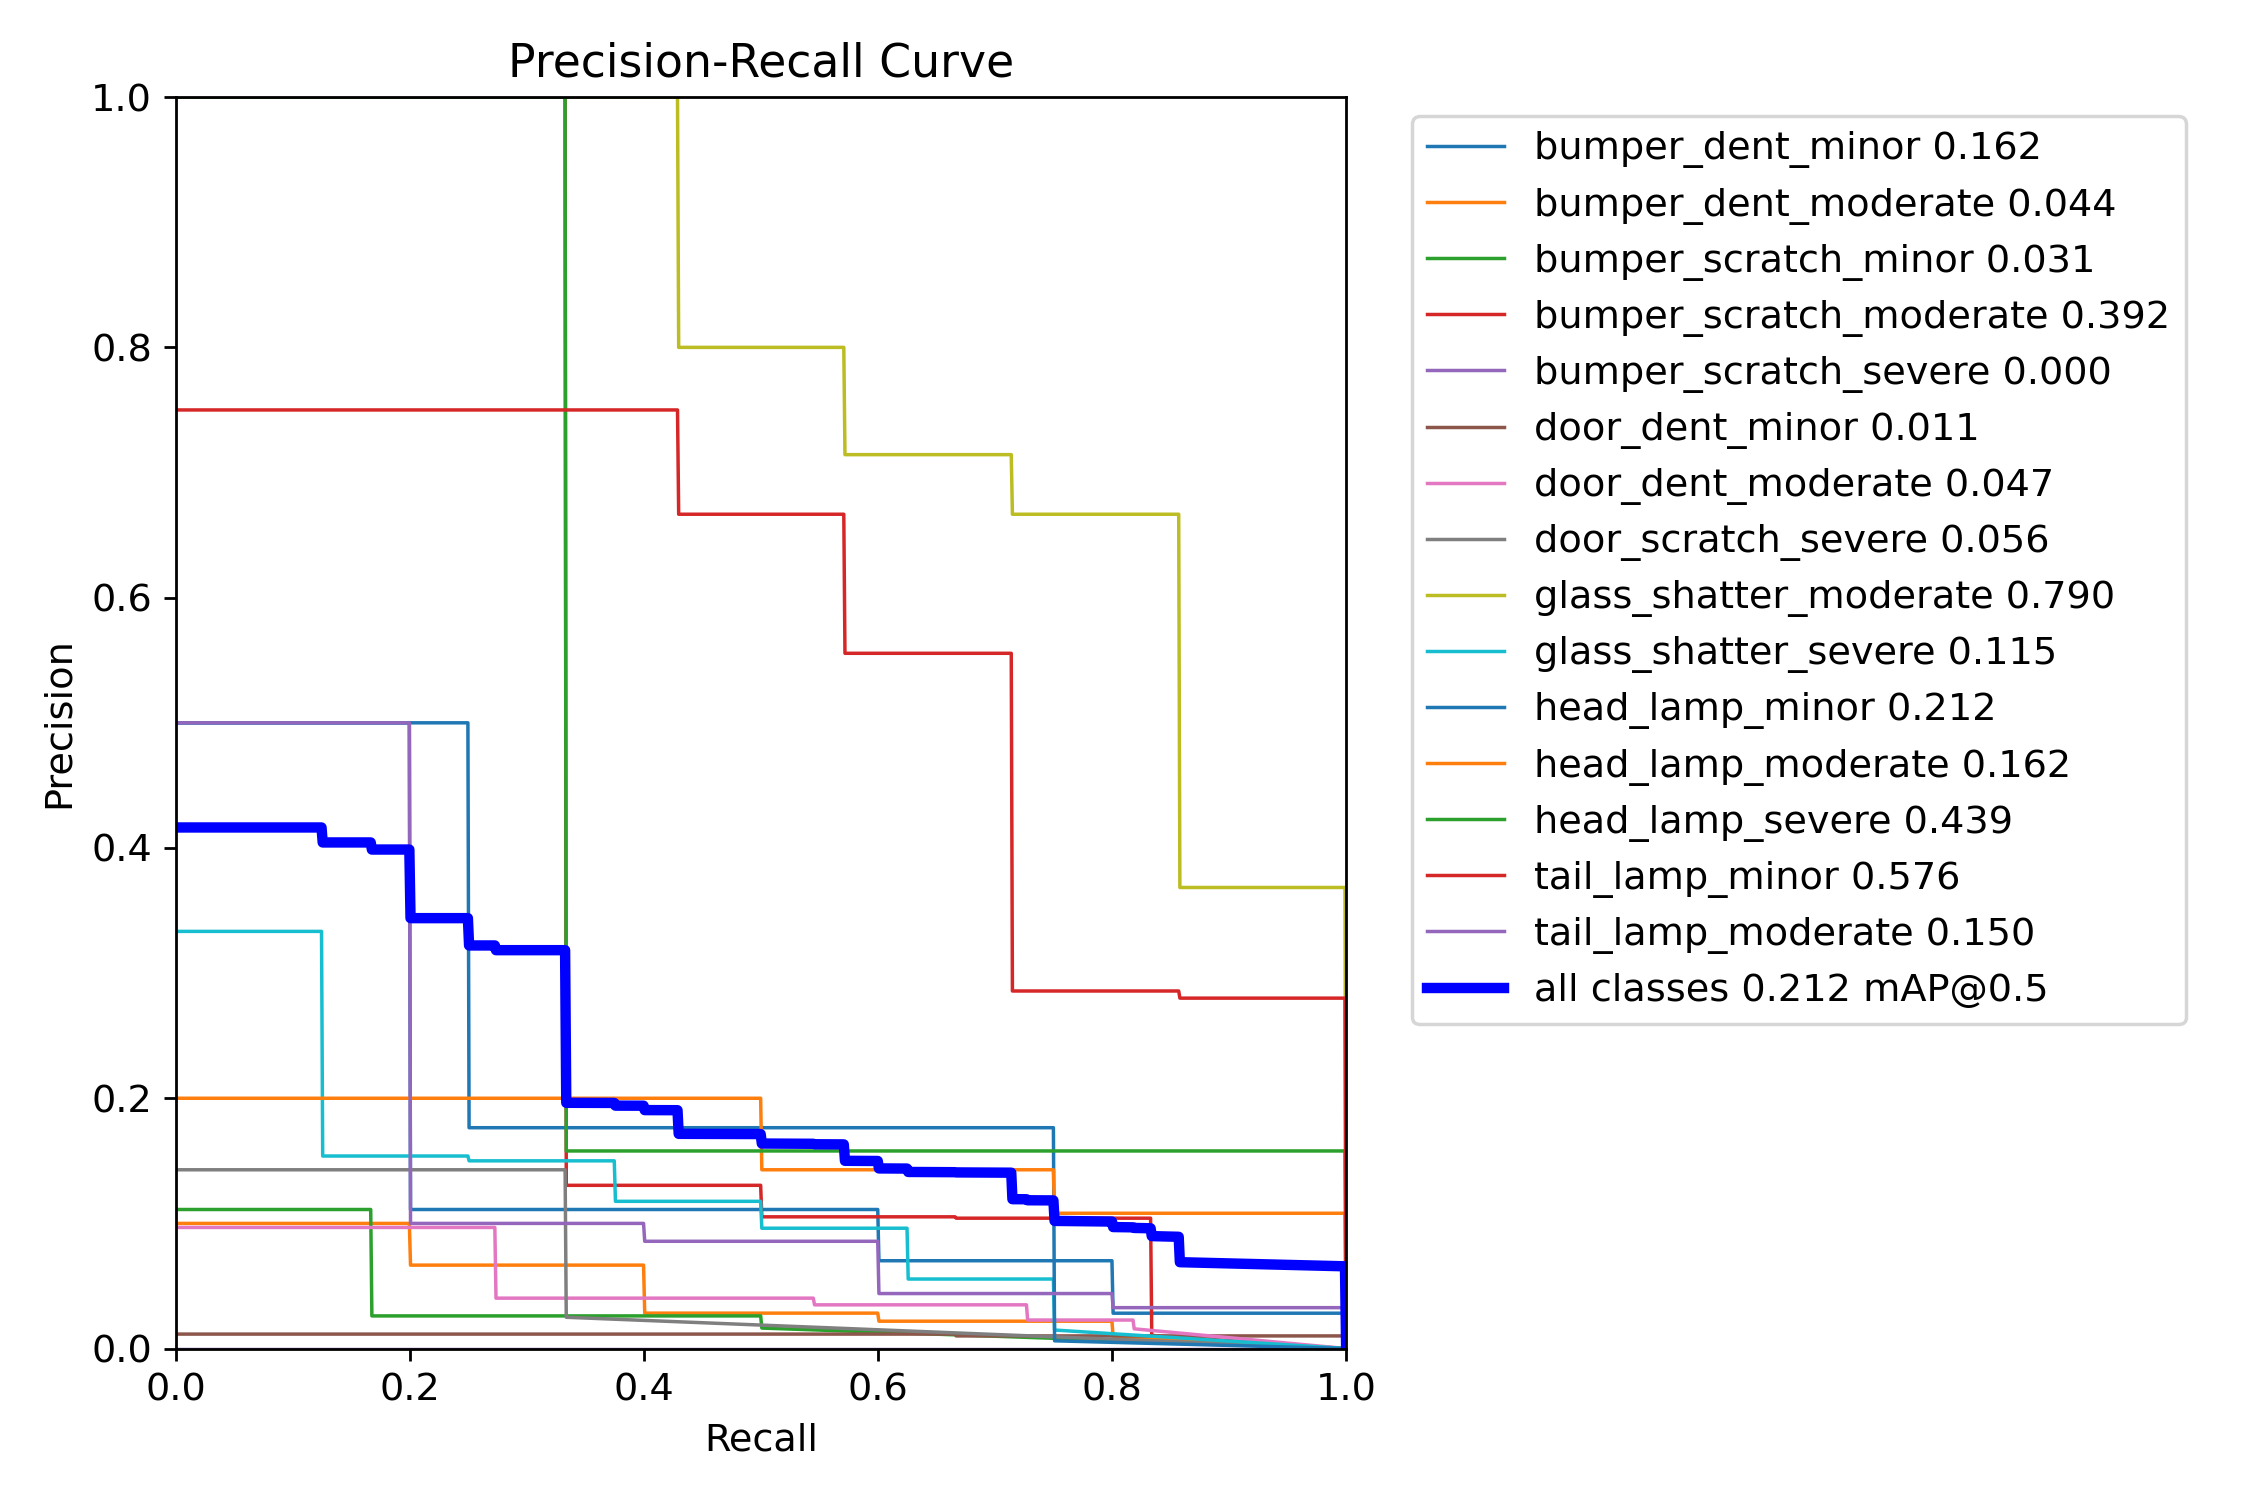 Precision-Recall Curve
1.0
0.8
0.6
0.4
0.2
0.0
Precision
0.0 0.2 0.4 0.6 0.8 1.0
Recall
bumper_dent_minor 0.162
bumper_dent_moderate 0.044
bumper_scratch_minor 0.031
bumper_scratch_moderate 0.392
bumper_scratch_severe 0.000
door_dent_minor 0.011
door_dent_moderate 0.047
door_scratch_severe 0.056
glass_shatter_moderate 0.790
glass_shatter_severe 0.115
head_lamp_minor 0.212
head_lamp_moderate 0.162
head_lamp_severe 0.439
tail_lamp_minor 0.576
tail_lamp_moderate 0.150
all classes 0.212 mAP@0.5